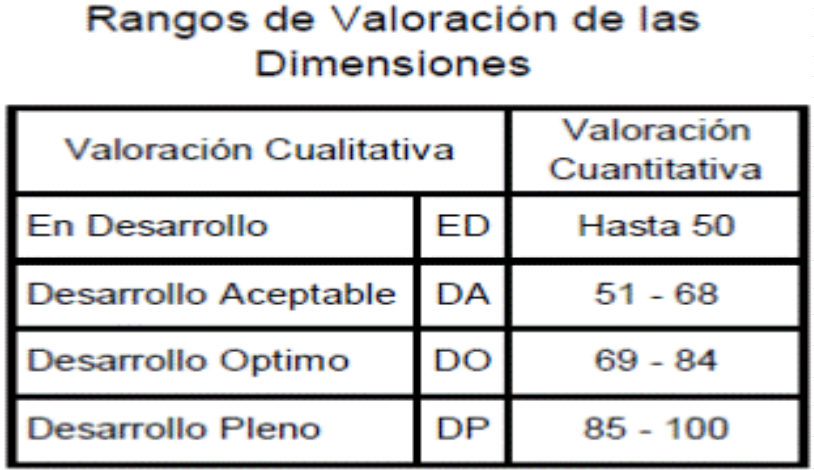 Rangos de Valoración de las
Dimensiones
Valoración Cualitativa
Valoración
Cuantitativa
En Desarrollo ED Hasta 50
Desarrollo Aceptable DA 51 - 68
Desarrollo Optimo DO 69 - 84
Desarrollo Pleno DP 85 - 100